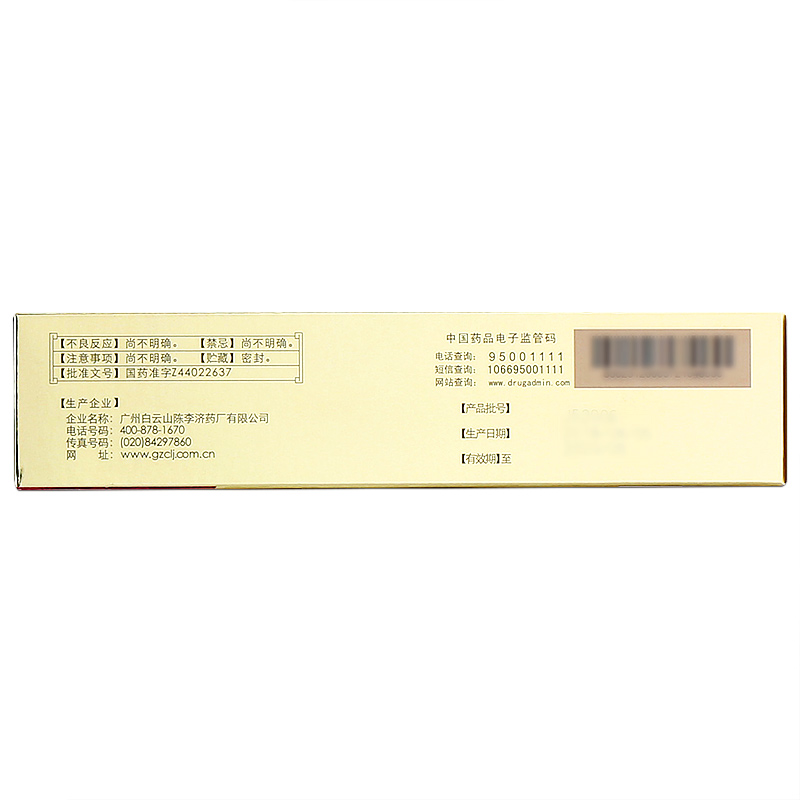 【不良反应】尚不明确。 【禁忌】尚不明确。
【注意事项】尚不明确。 【贮藏】密封。
【批准文号】国药准字Z44022637
【生产企业】
企业名称：广州白云山陈李济药厂有限公司
电话号码：400-878-1670
传真号码：(020)84297860
网 址：www.gzclj.com.cn
中国药品电子监管码
电话查询：95001111
短信查询：106695001111
网站查询：www.drugadmin.com
【产品批号】
【生产日期】
【有效期】至